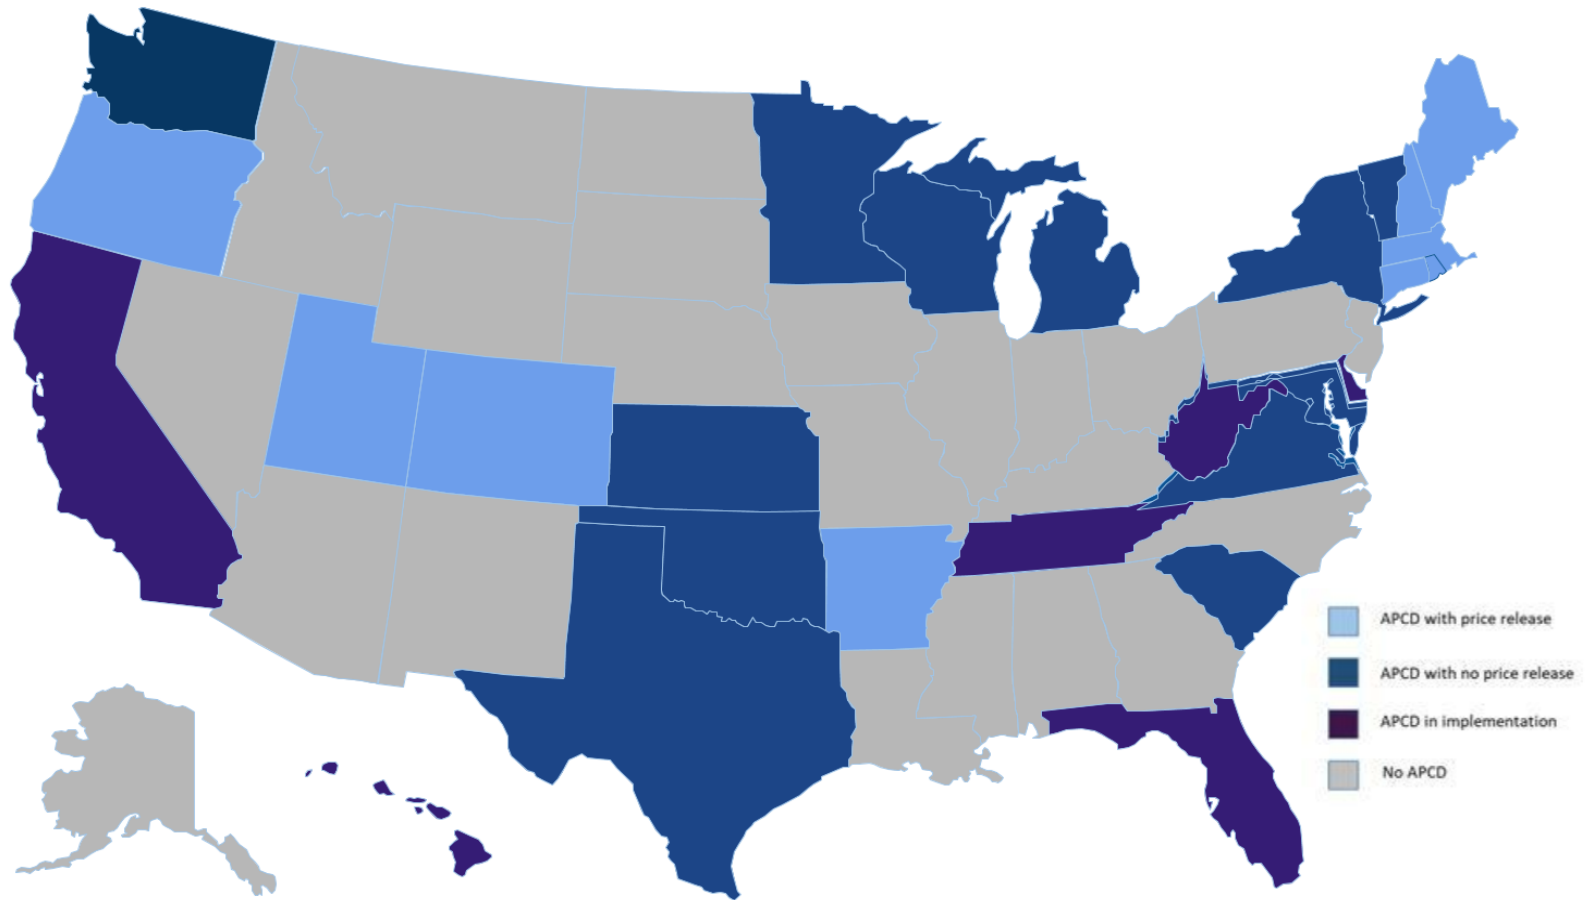 APCD with price release
APCD with no price release
APCD in implementation
No APCD